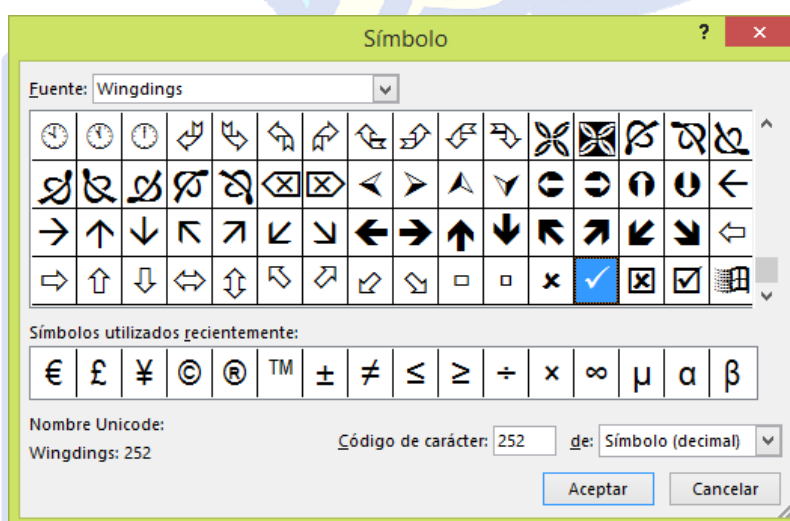 Símbolo
?
Fuente: Wingdings
Símbolos utilizados recientemente:
€ £ ¥ © ® TM ± ≠ ≤ ≥ ÷ × ∞ µ α β
Nombre Unicode:
Wingdings: 252
Código de carácter: 252 de: Símbolo (decimal)
Aceptar Cancelar